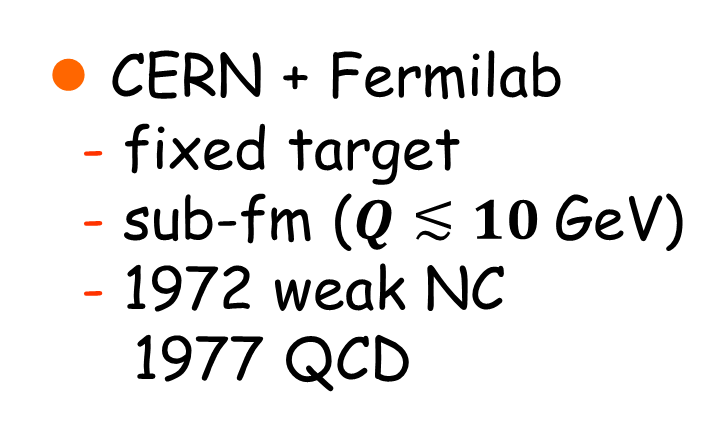 ● CERN + Fermilab
- fixed target
- sub-fm (Q ≲ 10 GeV)
- 1972 weak NC
1977 QCD